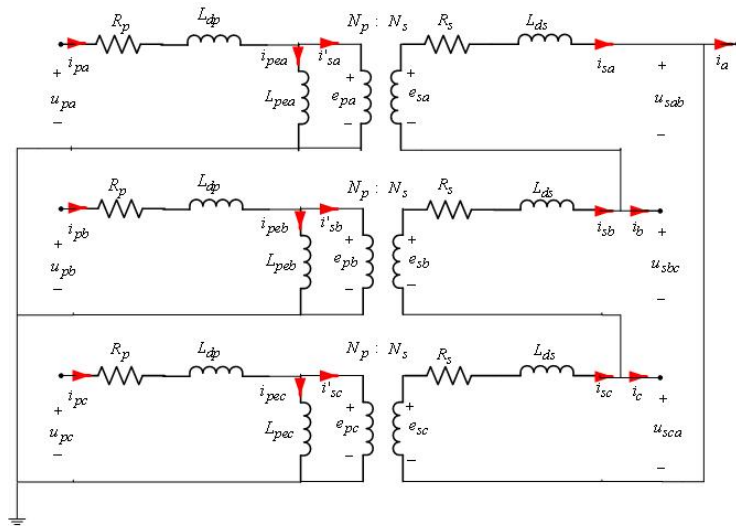 R_p L_dp N_p : N_s R_s L_ds
i_pa i_pea i'_sa i_sa i_a
+ + + +
u_pa L_pea e_pa e_sa u_sab
− − − −
R_p L_dp N_p : N_s R_s L_ds
i_pb i_peb i'_sb i_sb i_b
+ + + +
u_pb L_peb e_pb e_sb u_sbc
− − − −
R_p L_dp N_p : N_s R_s L_ds
i_pc i_pec i'_sc i_sc i_c
+ + + +
u_pc L_pec e_pc e_sc u_sca
− − − −